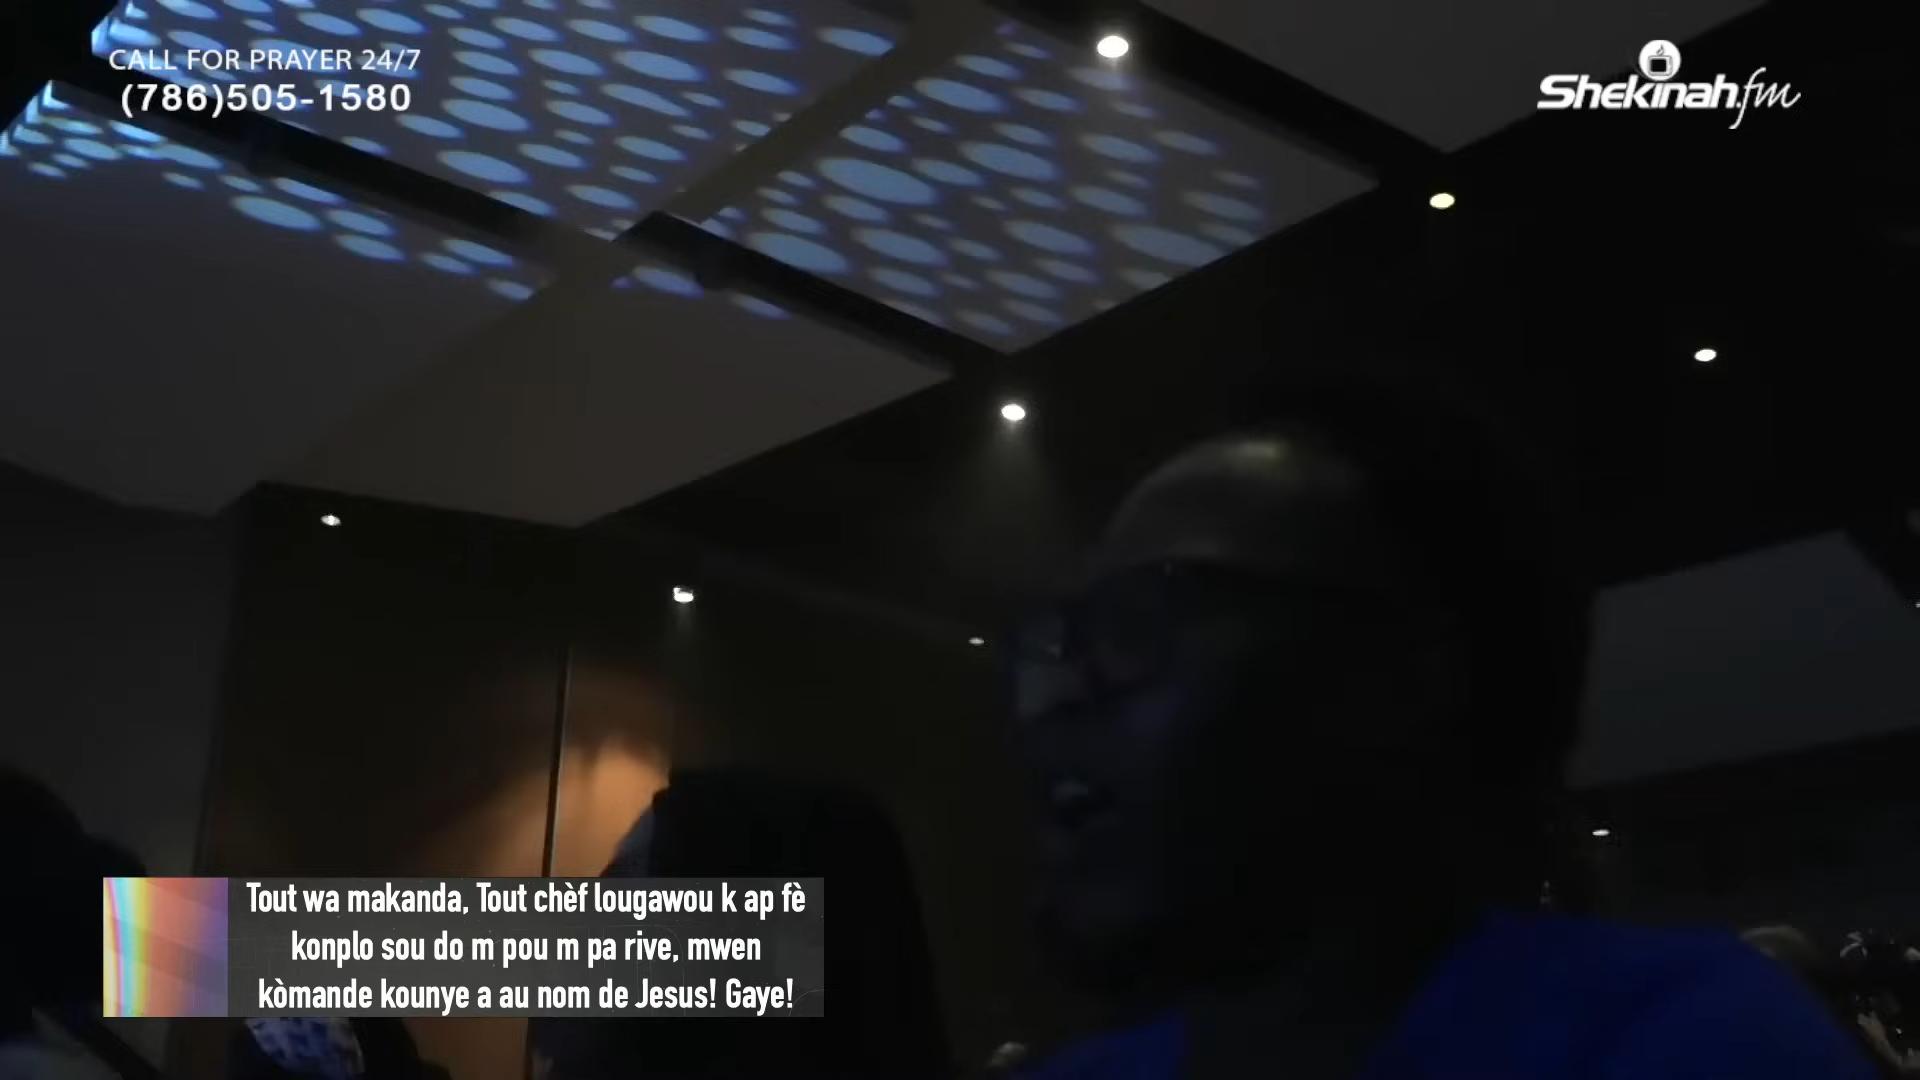 CALL FOR PRAYER 24/7
(786)505-1580
Shekinah.fm
Tout wa makanda, Tout chèf lougawou k ap fè
konplo sou do m pou m pa rive, mwen
kòmande kounye a au nom de Jesus! Gaye!